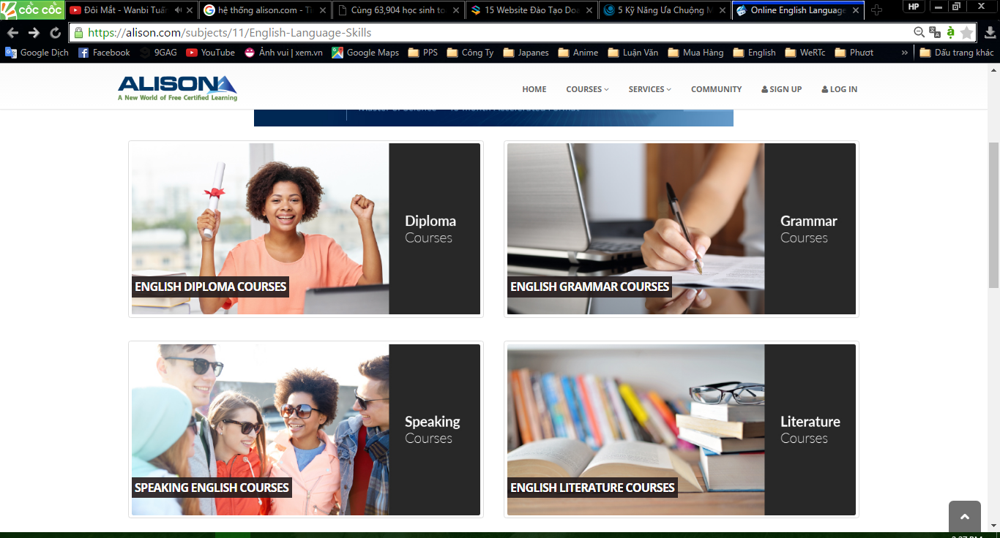 cốc cốc
Đôi Mắt - Wanbi Tuấn
hệ thống alison.com - Tì
Cùng 63,904 học sinh to
15 Website Đào Tạo Doa
5 Kỹ Năng Ưa Chuộng M
Online English Language
HP
https://alison.com/subjects/11/English-Language-Skills
Google Dịch
Facebook
9GAG
YouTube
Ảnh vui | xem.vn
Google Maps
PPS
Công Ty
Japanes
Anime
Luận Văn
Mua Hàng
English
WeRTc
Phượt
»
Dấu trang khác
ALISON
A New World of Free Certified Learning
HOME
COURSES
SERVICES
COMMUNITY
SIGN UP
LOG IN
Diploma
Courses
ENGLISH DIPLOMA COURSES
Grammar
Courses
ENGLISH GRAMMAR COURSES
Speaking
Courses
SPEAKING ENGLISH COURSES
Literature
Courses
ENGLISH LITERATURE COURSES